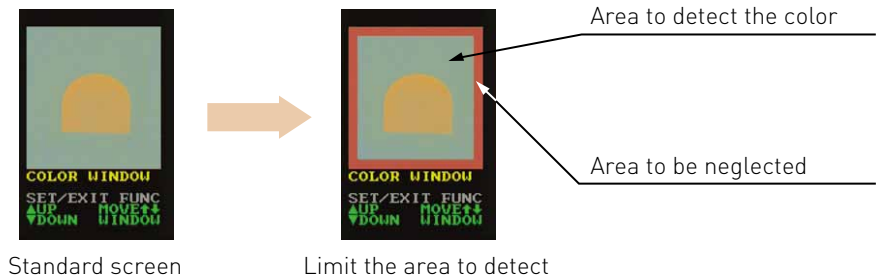 Area to detect the color
COLOR WINDOW
SET/EXIT FUNC
▲UP MOVE↑↓
▼DOWN WINDOW
COLOR WINDOW
SET/EXIT FUNC
▲UP MOVE↑↓
▼DOWN WINDOW
Area to be neglected
Standard screen
Limit the area to detect